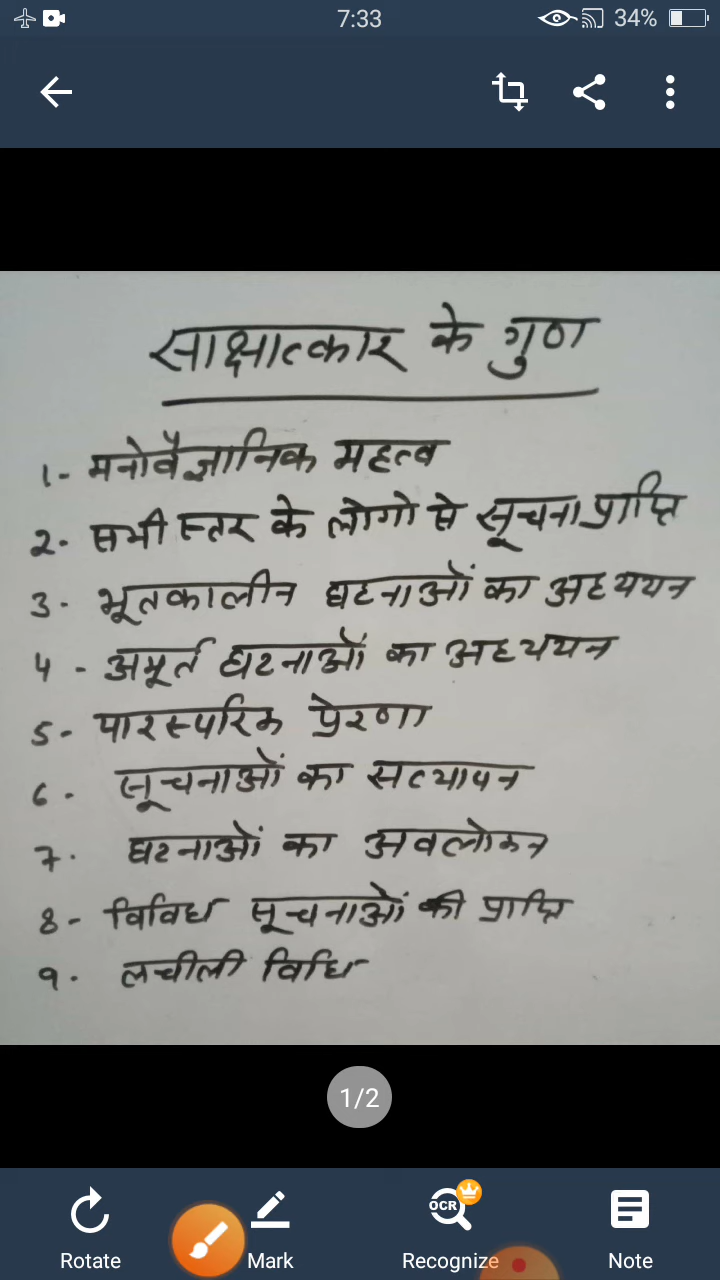 7:33
34%
साक्षात्कार के गुण
1- मनोवैज्ञानिक महत्व
2- सभी स्तर के लोगो से सूचना प्राप्ति
3- भूतकालीन घटनाओं का अध्ययन
4- अमूर्त घटनाओं का अध्ययन
5- पारस्परिक प्रेरणा
6- सूचनाओं का सत्यापन
7. घटनाओं का अवलोकन
8- विविध सूचनाओं की प्राप्ति
9. लचीली विधि
1/2
OCR
Rotate Mark Recognize Note